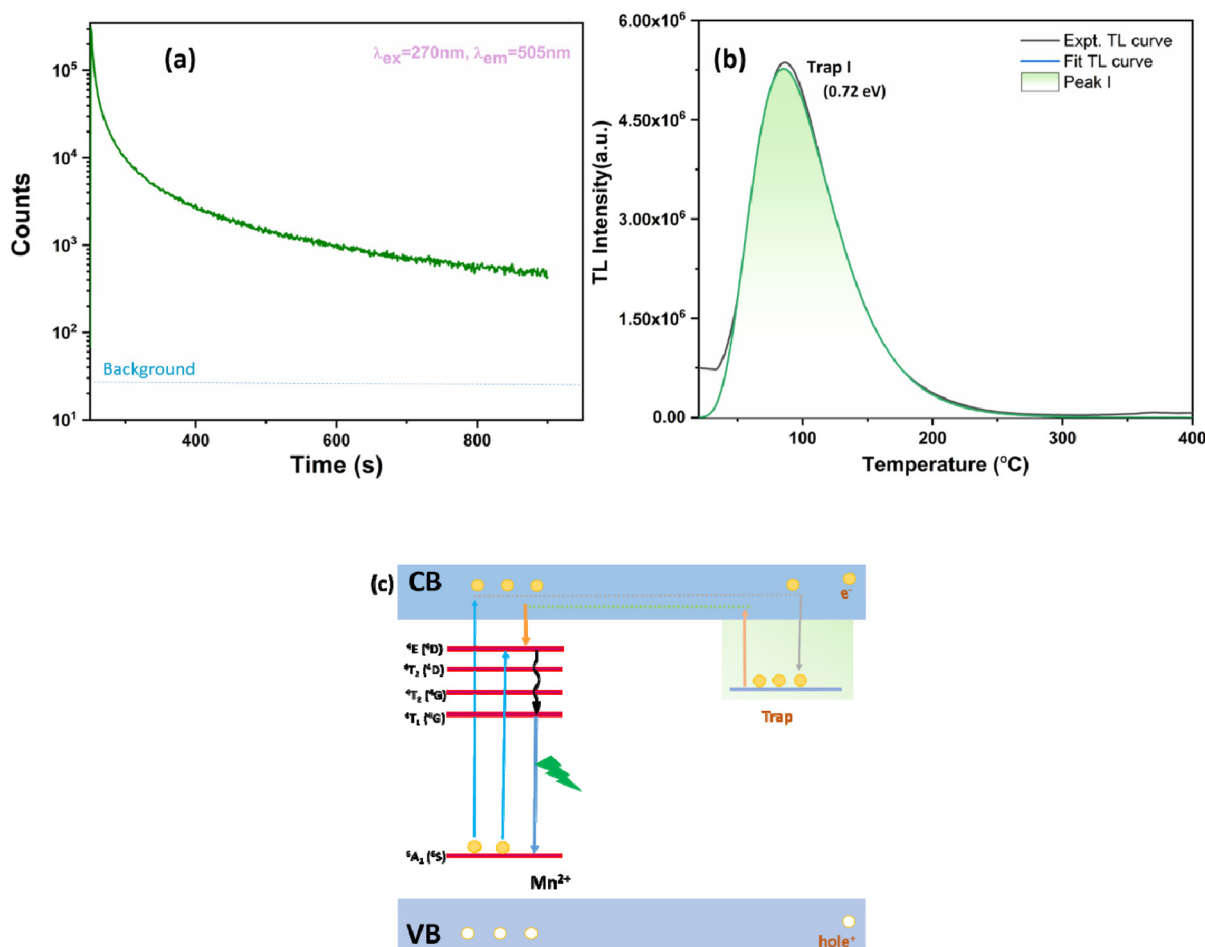 (a)
λex=270nm, λem=505nm
10⁵
10⁴
10³
10²
10¹
Counts
Background
400
600
800
Time (s)
(b)
6.00x10⁶
4.50x10⁶
3.00x10⁶
1.50x10⁶
0.00
TL Intensity(a.u.)
Trap I
(0.72 eV)
Expt. TL curve
Fit TL curve
Peak I
100
200
300
400
Temperature (°C)
(c)
CB
e⁻
⁴E (⁴D)
⁴T₂ (⁴D)
⁴T₂ (⁴G)
⁴T₁ (⁴G)
Trap
⁶A₁ (⁶S)
Mn²⁺
VB
hole⁺